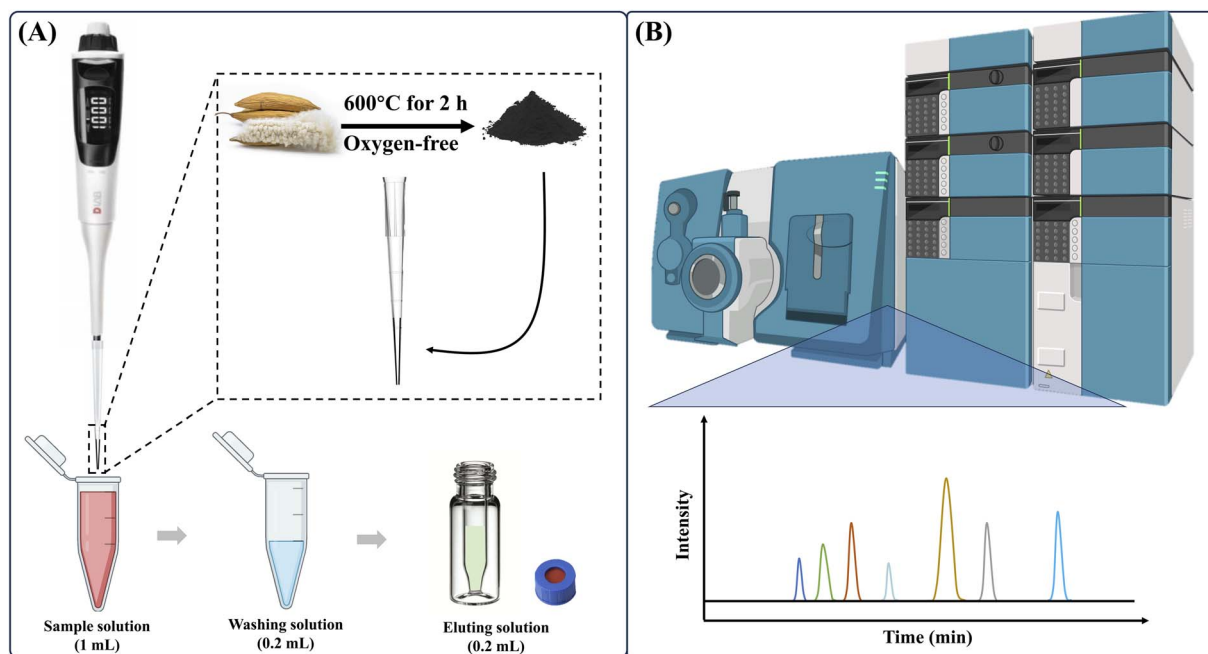 (A)
1000
600°C for 2 h
Oxygen-free
Sample solution
(1 mL)
Washing solution
(0.2 mL)
Eluting solution
(0.2 mL)
(B)
Intensity
Time (min)